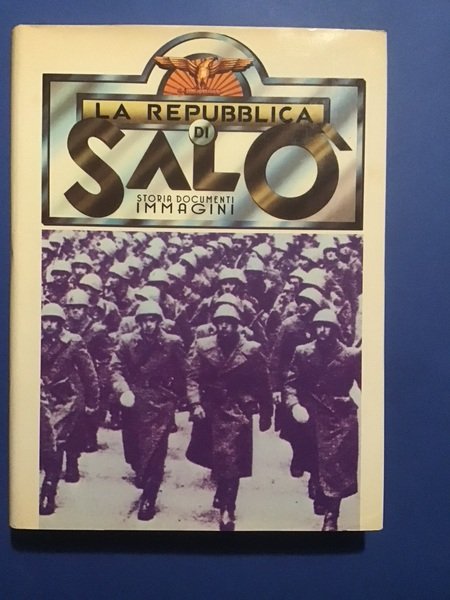 LA REPUBBLICA
DI
SALÒ
STORIA DOCUMENTI
IMMAGINI